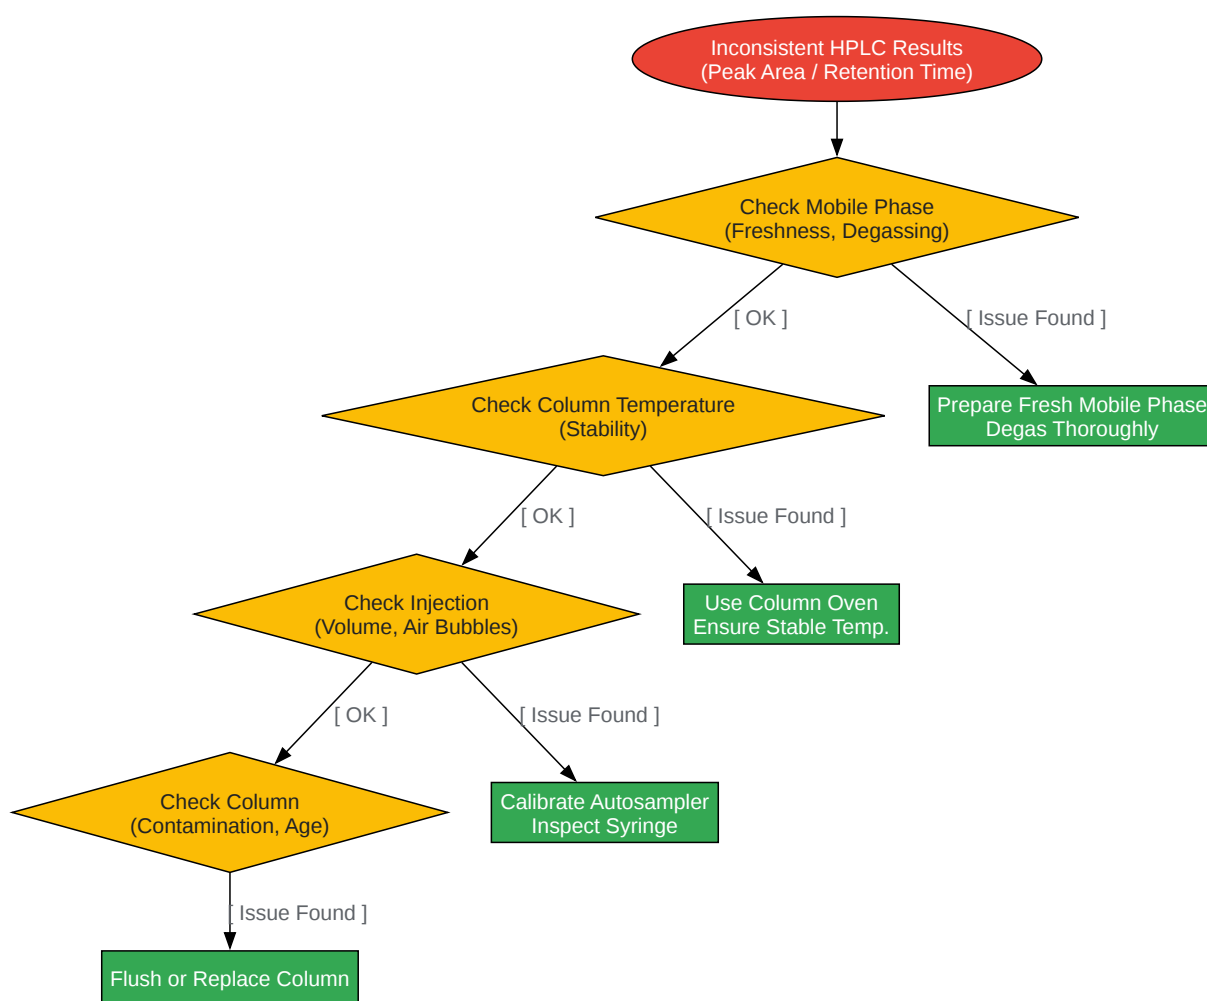 Inconsistent HPLC Results
(Peak Area / Retention Time)
Check Mobile Phase
(Freshness, Degassing)
[ OK ]
[ Issue Found ]
Check Column Temperature
(Stability)
Prepare Fresh Mobile Phase
Degas Thoroughly
[ OK ]
[ Issue Found ]
Check Injection
(Volume, Air Bubbles)
Use Column Oven
Ensure Stable Temp.
[ OK ]
[ Issue Found ]
Check Column
(Contamination, Age)
Calibrate Autosampler
Inspect Syringe
[ Issue Found ]
Flush or Replace Column